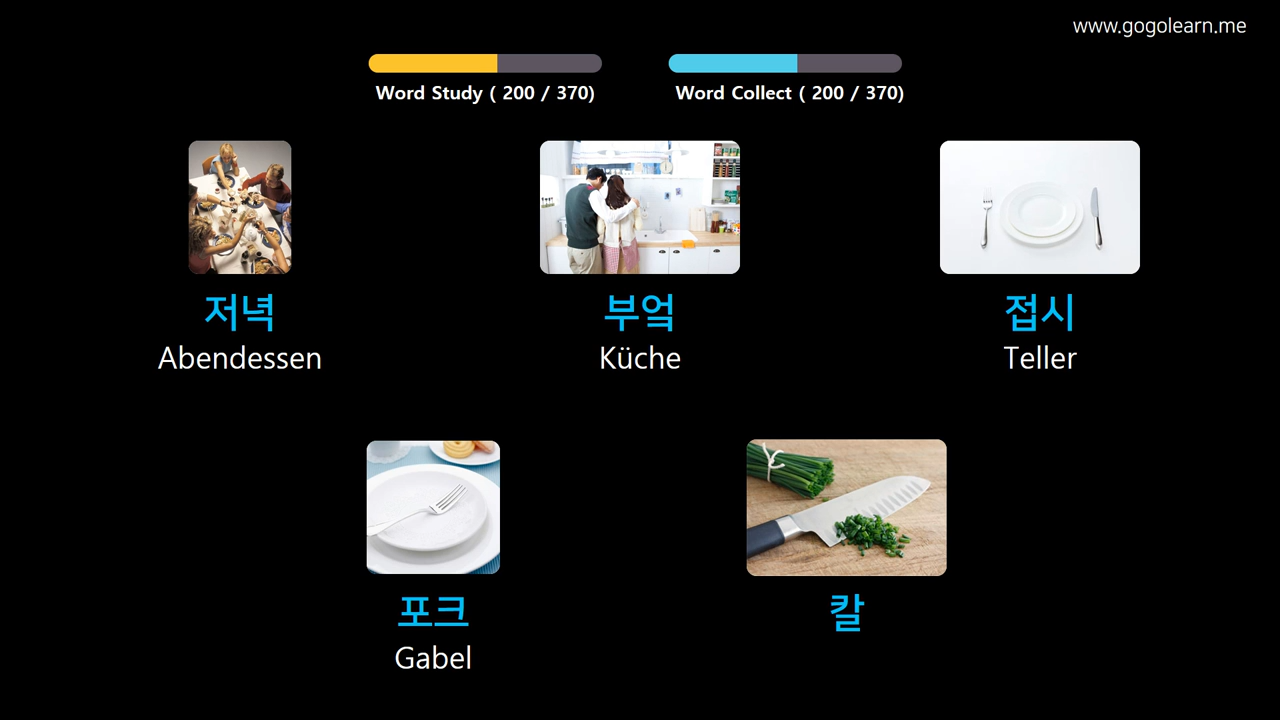 www.gogolearn.me
Word Study ( 200 / 370)
Word Collect ( 200 / 370)
저녁
부엌
접시
Abendessen
Küche
Teller
포크
칼
Gabel